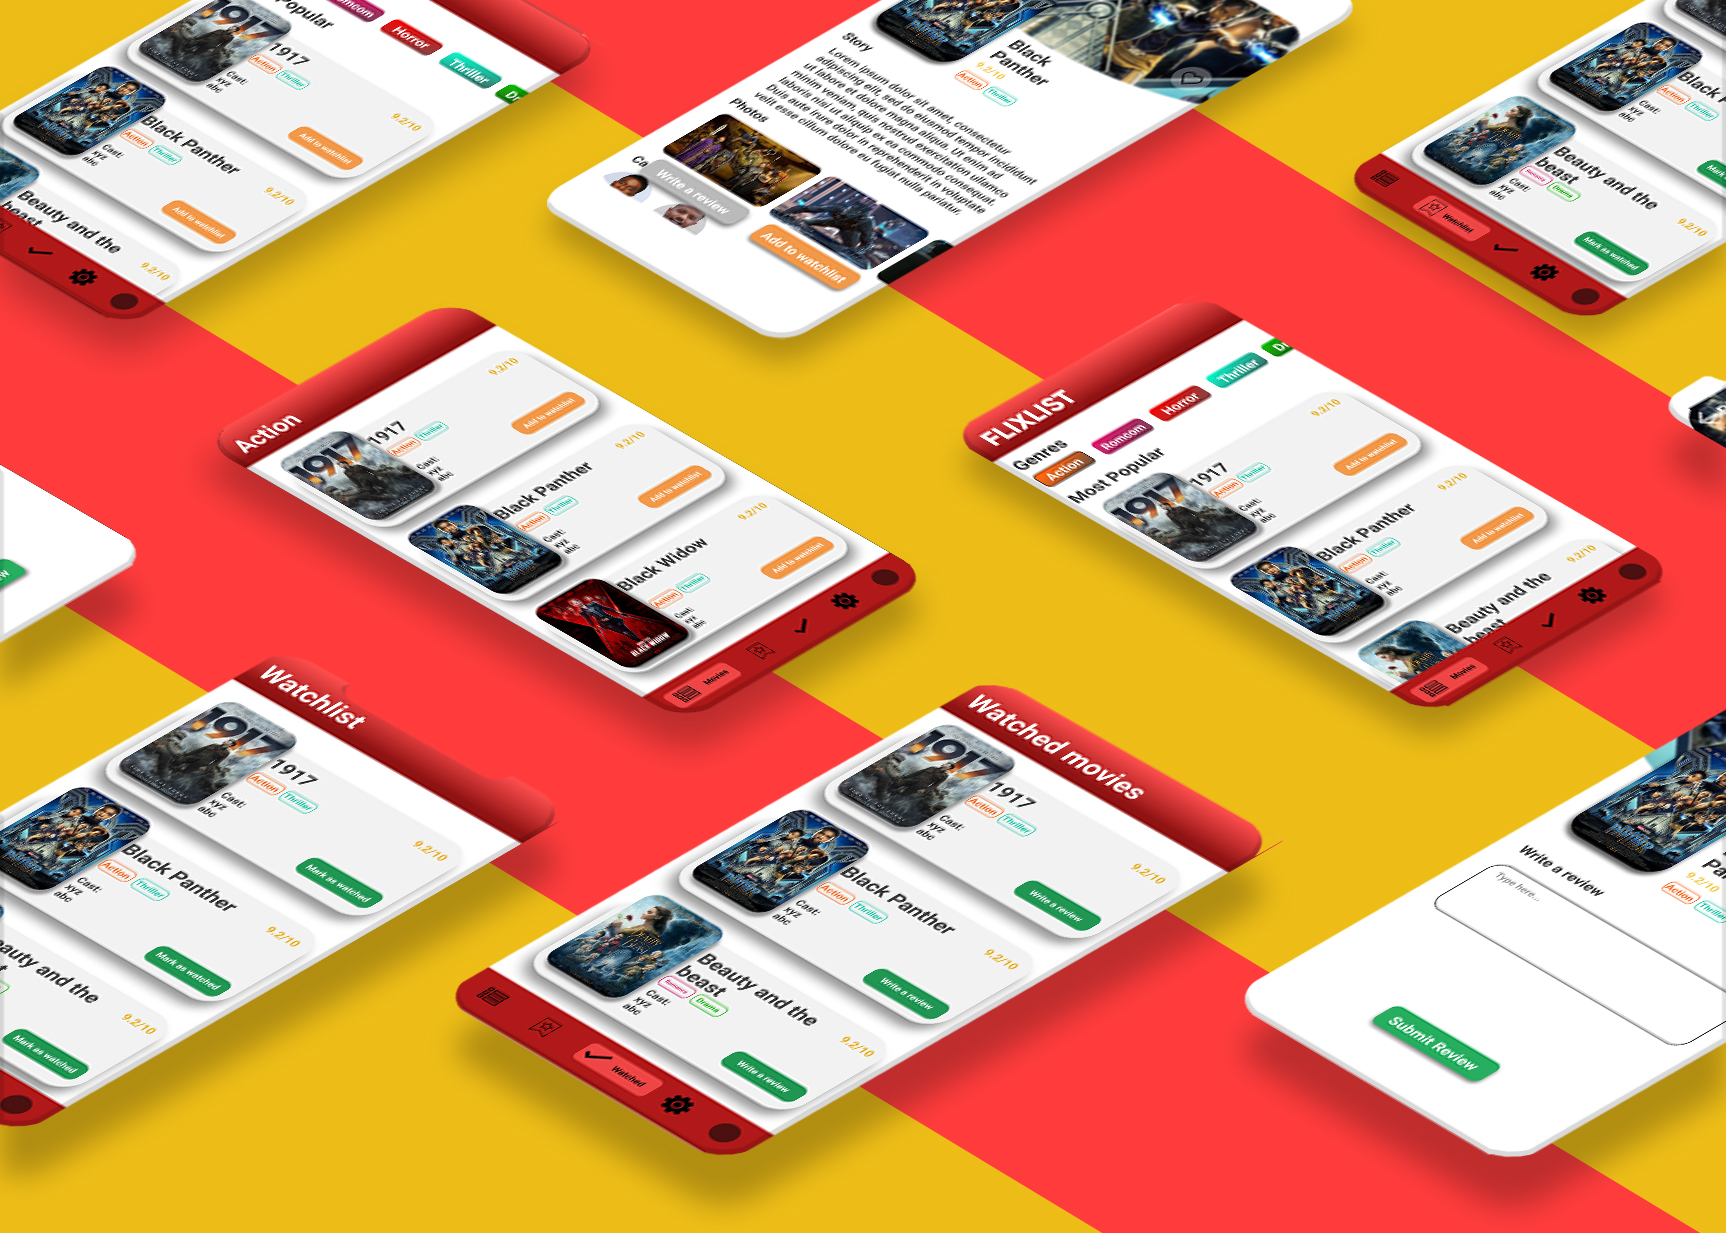 Popular
Horror
Thriller
1917
Action
Thriller
Cast:
xyz
abc
9.2/10
Add to watchlist
Black Panther
Action
Thriller
Cast:
xyz
abc
9.2/10
Add to watchlist
Beauty and the
9.2/10
Black
Panther
9.2/10
Action
Thriller
Story
Lorem ipsum dolor sit amet, consectetur
adipiscing elit, sed do eiusmod tempor incididunt
ut labore et dolore magna aliqua. Ut enim ad
minim veniam, quis nostrud exercitation ullamco
laboris nisi ut aliquip ex ea commodo consequat.
Duis aute irure dolor in reprehenderit in voluptate
velit esse cillum dolore eu fugiat nulla pariatur.
Photos
Write a review
Add to watchlist
Action
Thriller
Cast:
xyz
abc
Beauty and the
beast
Romance
Drama
Cast:
xyz
abc
9.2/10
Mark as watched
Watchlist
Action
1917
1917
Action
Thriller
Cast:
xyz
abc
9.2/10
Add to watchlist
Black Panther
Action
Thriller
Cast:
xyz
abc
9.2/10
Add to watchlist
Black Widow
Action
Thriller
Cast:
xyz
abc
9.2/10
Add to watchlist
BLACK WIDOW
Movies
FLIXLIST
Genres
Action
Romcom
Horror
Thriller
Most Popular
1917
1917
Action
Thriller
Cast:
xyz
abc
9.2/10
Add to watchlist
Black Panther
Action
Thriller
Cast:
xyz
abc
9.2/10
Add to watchlist
Beauty and the
beast
9.2/10
Movies
Watchlist
1917
1917
Action
Thriller
Cast:
xyz
abc
9.2/10
Mark as watched
Black Panther
Action
Thriller
Cast:
xyz
abc
9.2/10
Mark as watched
and the
9.2/10
Mark as watched
Watched movies
1917
1917
Action
Thriller
Cast:
xyz
abc
9.2/10
Write a review
Black Panther
Action
Thriller
Cast:
xyz
abc
9.2/10
Write a review
Beauty and the
beast
Romance
Drama
Cast:
xyz
abc
9.2/10
Write a review
Watched
9.2/10
Action
Write a review
Type here...
Submit Review